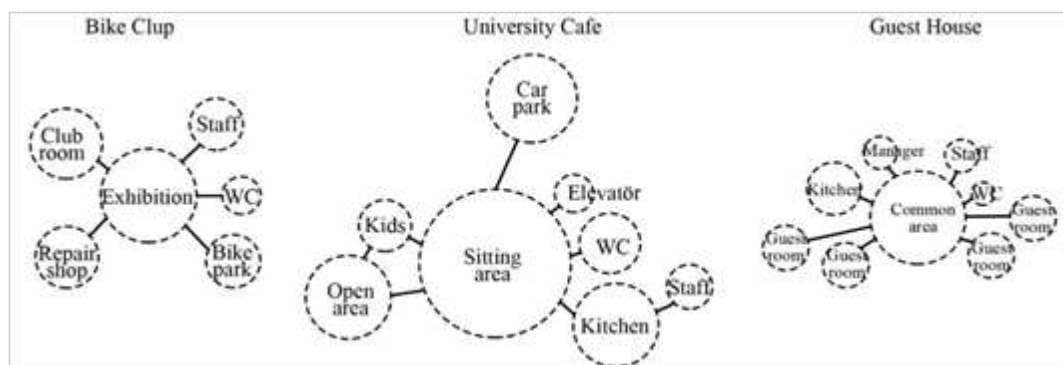 Bike Clup
Club
room
Staff
Exhibition
WC
Repair
shop
Bike
park
University Cafe
Car
park
Elevatör
Kids
WC
Sitting
area
Open
area
Staff
Kitchen
Guest House
Manager
Staff
Kitchen
WC
Common
area
Guest
room
Guest
room
Guest
room
Guest
room